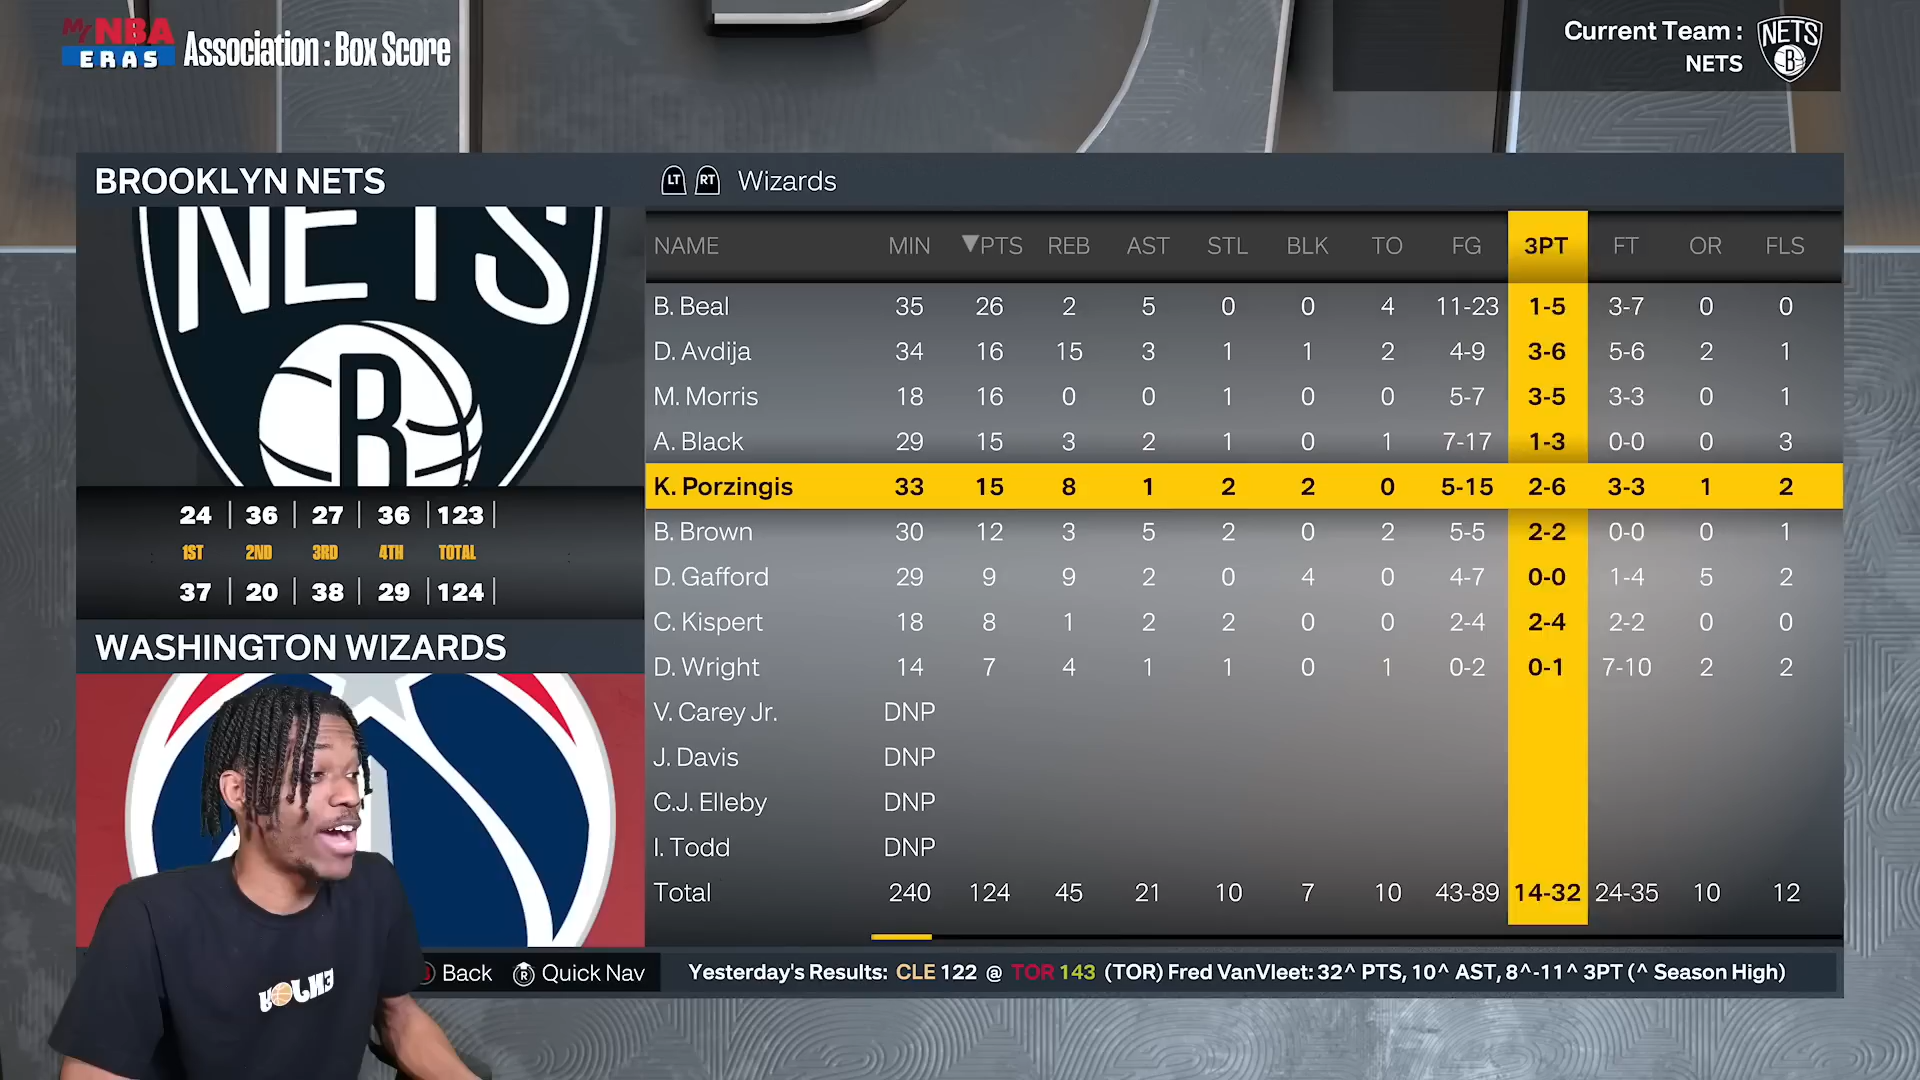 My NBA
ERAS
Association : Box Score
Current Team :
NETS
NETS
B
BROOKLYN NETS
NETS
B
24 | 36 | 27 | 36 | 123 |
1ST 2ND 3RD 4TH TOTAL
37 | 20 | 38 | 29 | 124 |
WASHINGTON WIZARDS
LT RT Wizards
NAME MIN ▼PTS REB AST STL BLK TO FG 3PT FT OR FLS
B. Beal 35 26 2 5 0 0 4 11-23 1-5 3-7 0 0
D. Avdija 34 16 15 3 1 1 2 4-9 3-6 5-6 2 1
M. Morris 18 16 0 0 1 0 0 5-7 3-5 3-3 0 1
A. Black 29 15 3 2 1 0 1 7-17 1-3 0-0 0 3
K. Porzingis 33 15 8 1 2 2 0 5-15 2-6 3-3 1 2
B. Brown 30 12 3 5 2 0 2 5-5 2-2 0-0 0 1
D. Gafford 29 9 9 2 0 4 0 4-7 0-0 1-4 5 2
C. Kispert 18 8 1 2 2 0 0 2-4 2-4 2-2 0 0
D. Wright 14 7 4 1 1 0 1 0-2 0-1 7-10 2 2
V. Carey Jr. DNP
J. Davis DNP
C.J. Elleby DNP
I. Todd DNP
Total 240 124 45 21 10 7 10 43-89 14-32 24-35 10 12
Back R Quick Nav
Yesterday's Results: CLE 122 @ TOR 143 (TOR) Fred VanVleet: 32^ PTS, 10^ AST, 8^-11^ 3PT (^ Season High)